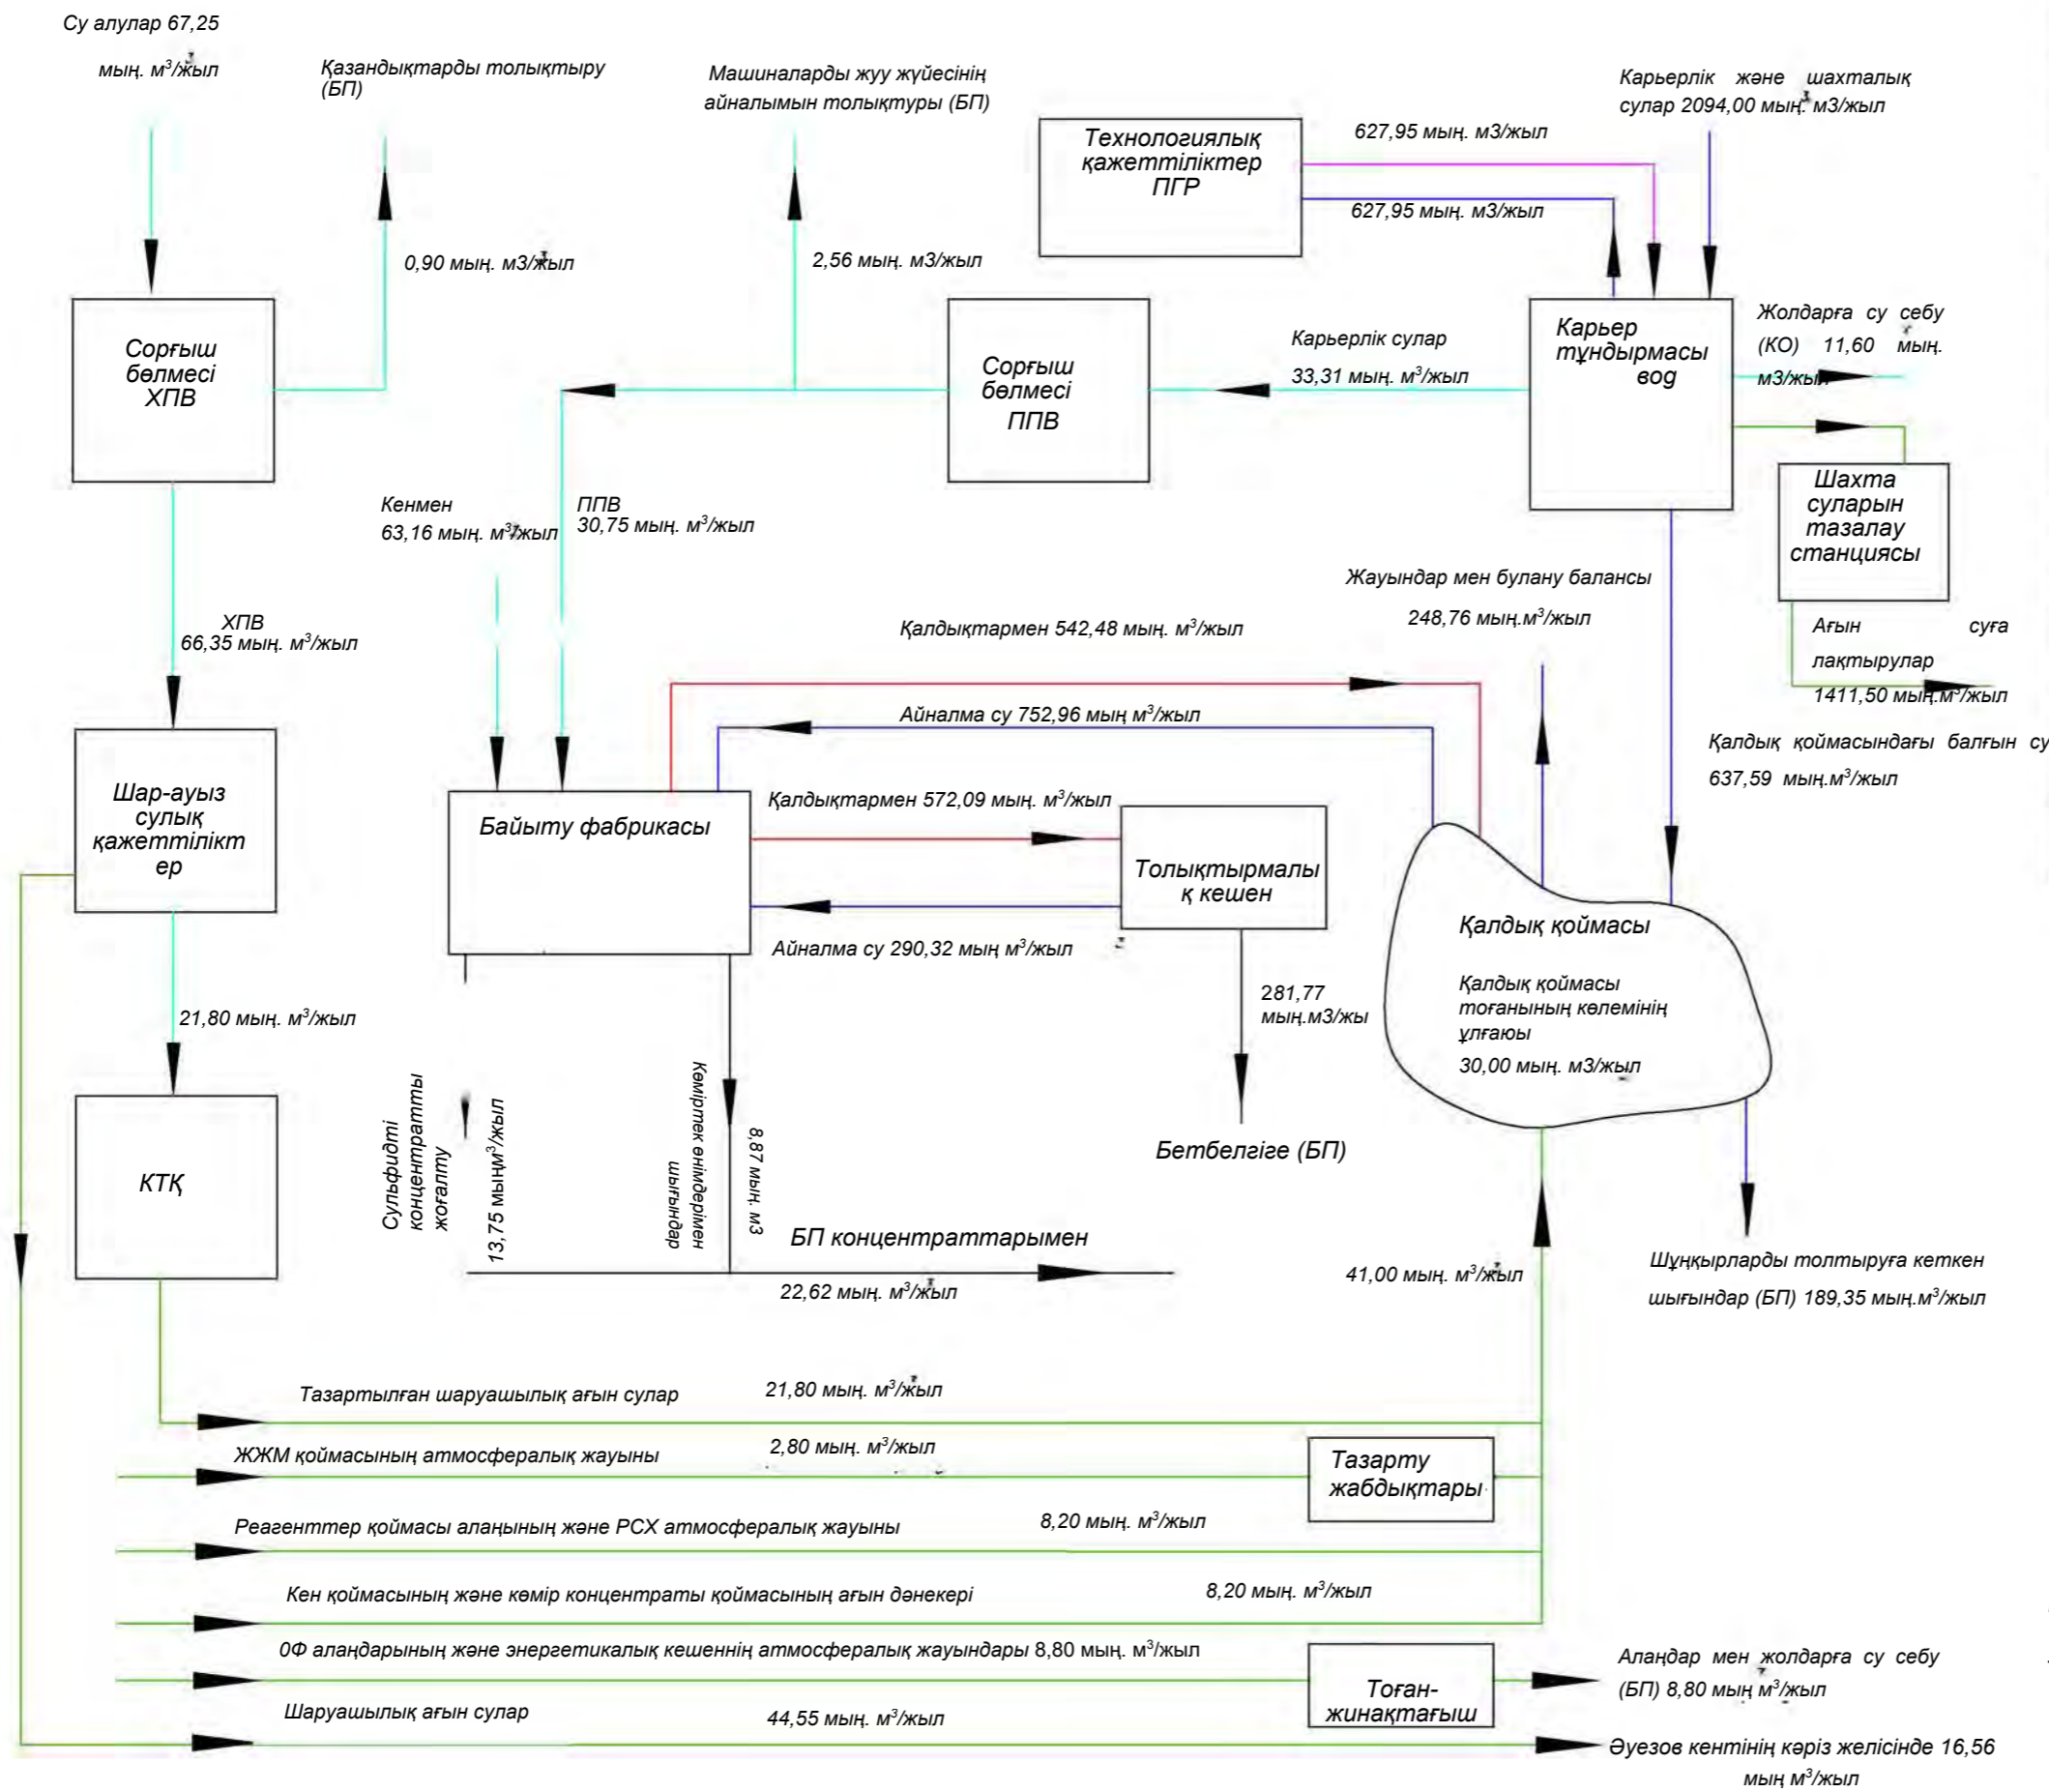 Су алулар 67,25
мың. м³/жыл
Қазандықтарды толықтыру
(БП)
Машиналарды жуу жүйесінің
айналымын толықтуры (БП)
Карьерлік және шахталық
сулар 2094,00 мың. м3/жыл
Технологиялық
қажеттіліктер
ПГР
627,95 мың. м3/жыл
627,95 мың. м3/жыл
0,90 мың. м3/жыл
2,56 мың. м3/жыл
Сорғыш
бөлмесі
ХПВ
Сорғыш
бөлмесі
ППВ
Карьерлік сулар
33,31 мың. м³/жыл
Карьер
тұндырмасы
вод
Жолдарға су себу
(КО) 11,60 мың.
м3/жыл
Шахта
суларын
тазалау
станциясы
Кенмен
63,16 мың. м³/жыл
ППВ
30,75 мың. м³/жыл
Жауындар мен булану балансы
248,76 мың.м³/жыл
Ағын суға
лақтырулар
1411,50 мың.м³/жыл
ХПВ
66,35 мың. м³/жыл
Қалдықтармен 542,48 мың. м³/жыл
Айналма су 752,96 мың м³/жыл
Қалдық қоймасындағы балғын су
637,59 мың.м³/жыл
Шар-ауыз
сулық
қажеттілікт
ер
Байыту фабрикасы
Қалдықтармен 572,09 мың. м³/жыл
Толықтырмалы
қ кешен
Айналма су 290,32 мың м³/жыл
Қалдық қоймасы
Қалдық қоймасы
тоғанының көлемінің
ұлғаюы
30,00 мың. м3/жыл
21,80 мың. м³/жыл
281,77
мың.м3/жы
Сульфидті
концентратты
жоғалту
13,75 мыңм³/жыл
Көміртек өнімдерімен
шығындар
8,87 мың. м3
Бетбелгіге (БП)
КТҚ
БП концентраттарымен
22,62 мың. м³/жыл
41,00 мың. м³/жыл
Шұңқырларды толтыруға кеткен
шығындар (БП) 189,35 мың.м³/жыл
Тазартылған шаруашылық ағын сулар 21,80 мың. м³/жыл
ЖЖМ қоймасының атмосфералық жауыны 2,80 мың. м³/жыл
Тазарту
жабдықтары
Реагенттер қоймасы алаңының және РСХ атмосфералық жауыны 8,20 мың. м³/жыл
Кен қоймасының және көмір концентраты қоймасының ағын дәнекері 8,20 мың. м³/жыл
0Ф алаңдарының және энергетикалық кешеннің атмосфералық жауындары 8,80 мың. м³/жыл
Тоған-
жинақтағыш
Алаңдар мен жолдарға су себу
(БП) 8,80 мың м³/жыл
Шаруашылық ағын сулар 44,55 мың. м³/жыл
Әуезов кентінің кәріз желісінде 16,56
мың м³/жыл